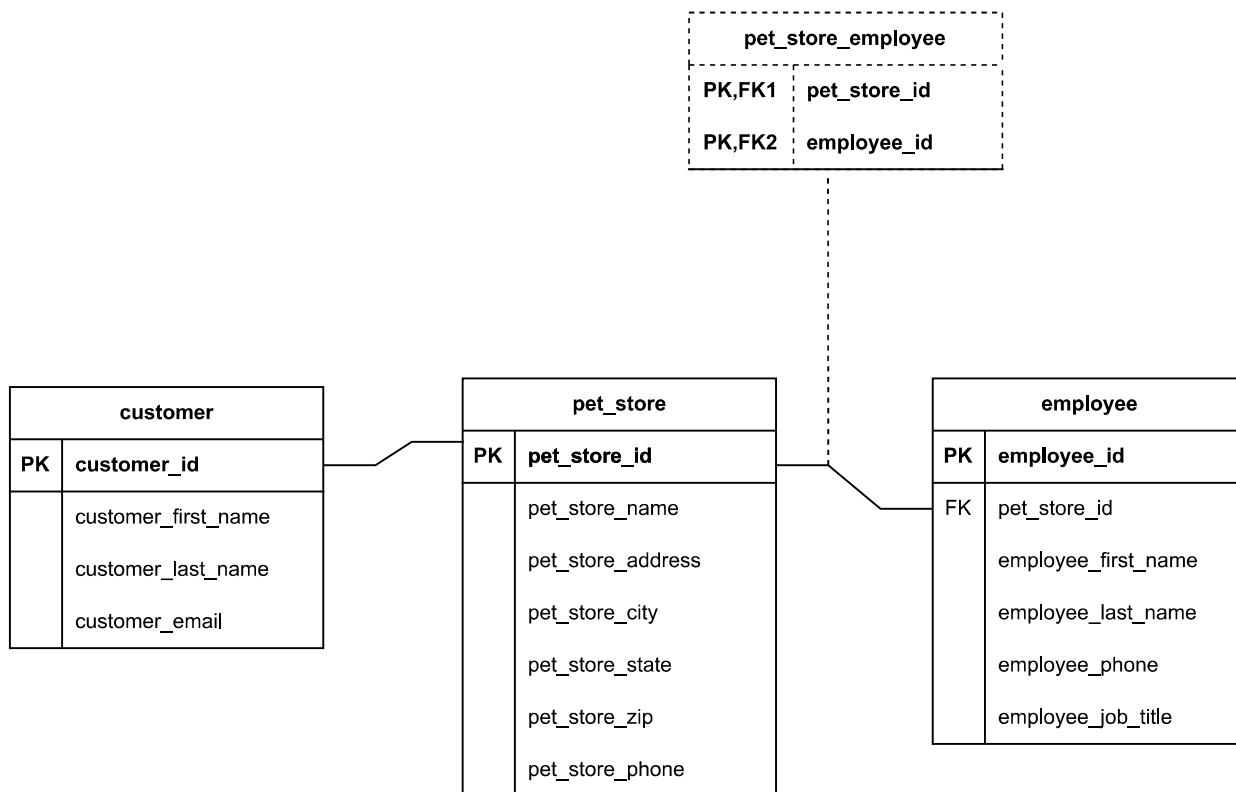 pet_store_employee
PK,FK1 pet_store_id
PK,FK2 employee_id
customer
PK customer_id
customer_first_name
customer_last_name
customer_email
pet_store
PK pet_store_id
pet_store_name
pet_store_address
pet_store_city
pet_store_state
pet_store_zip
pet_store_phone
employee
PK employee_id
FK pet_store_id
employee_first_name
employee_last_name
employee_phone
employee_job_title